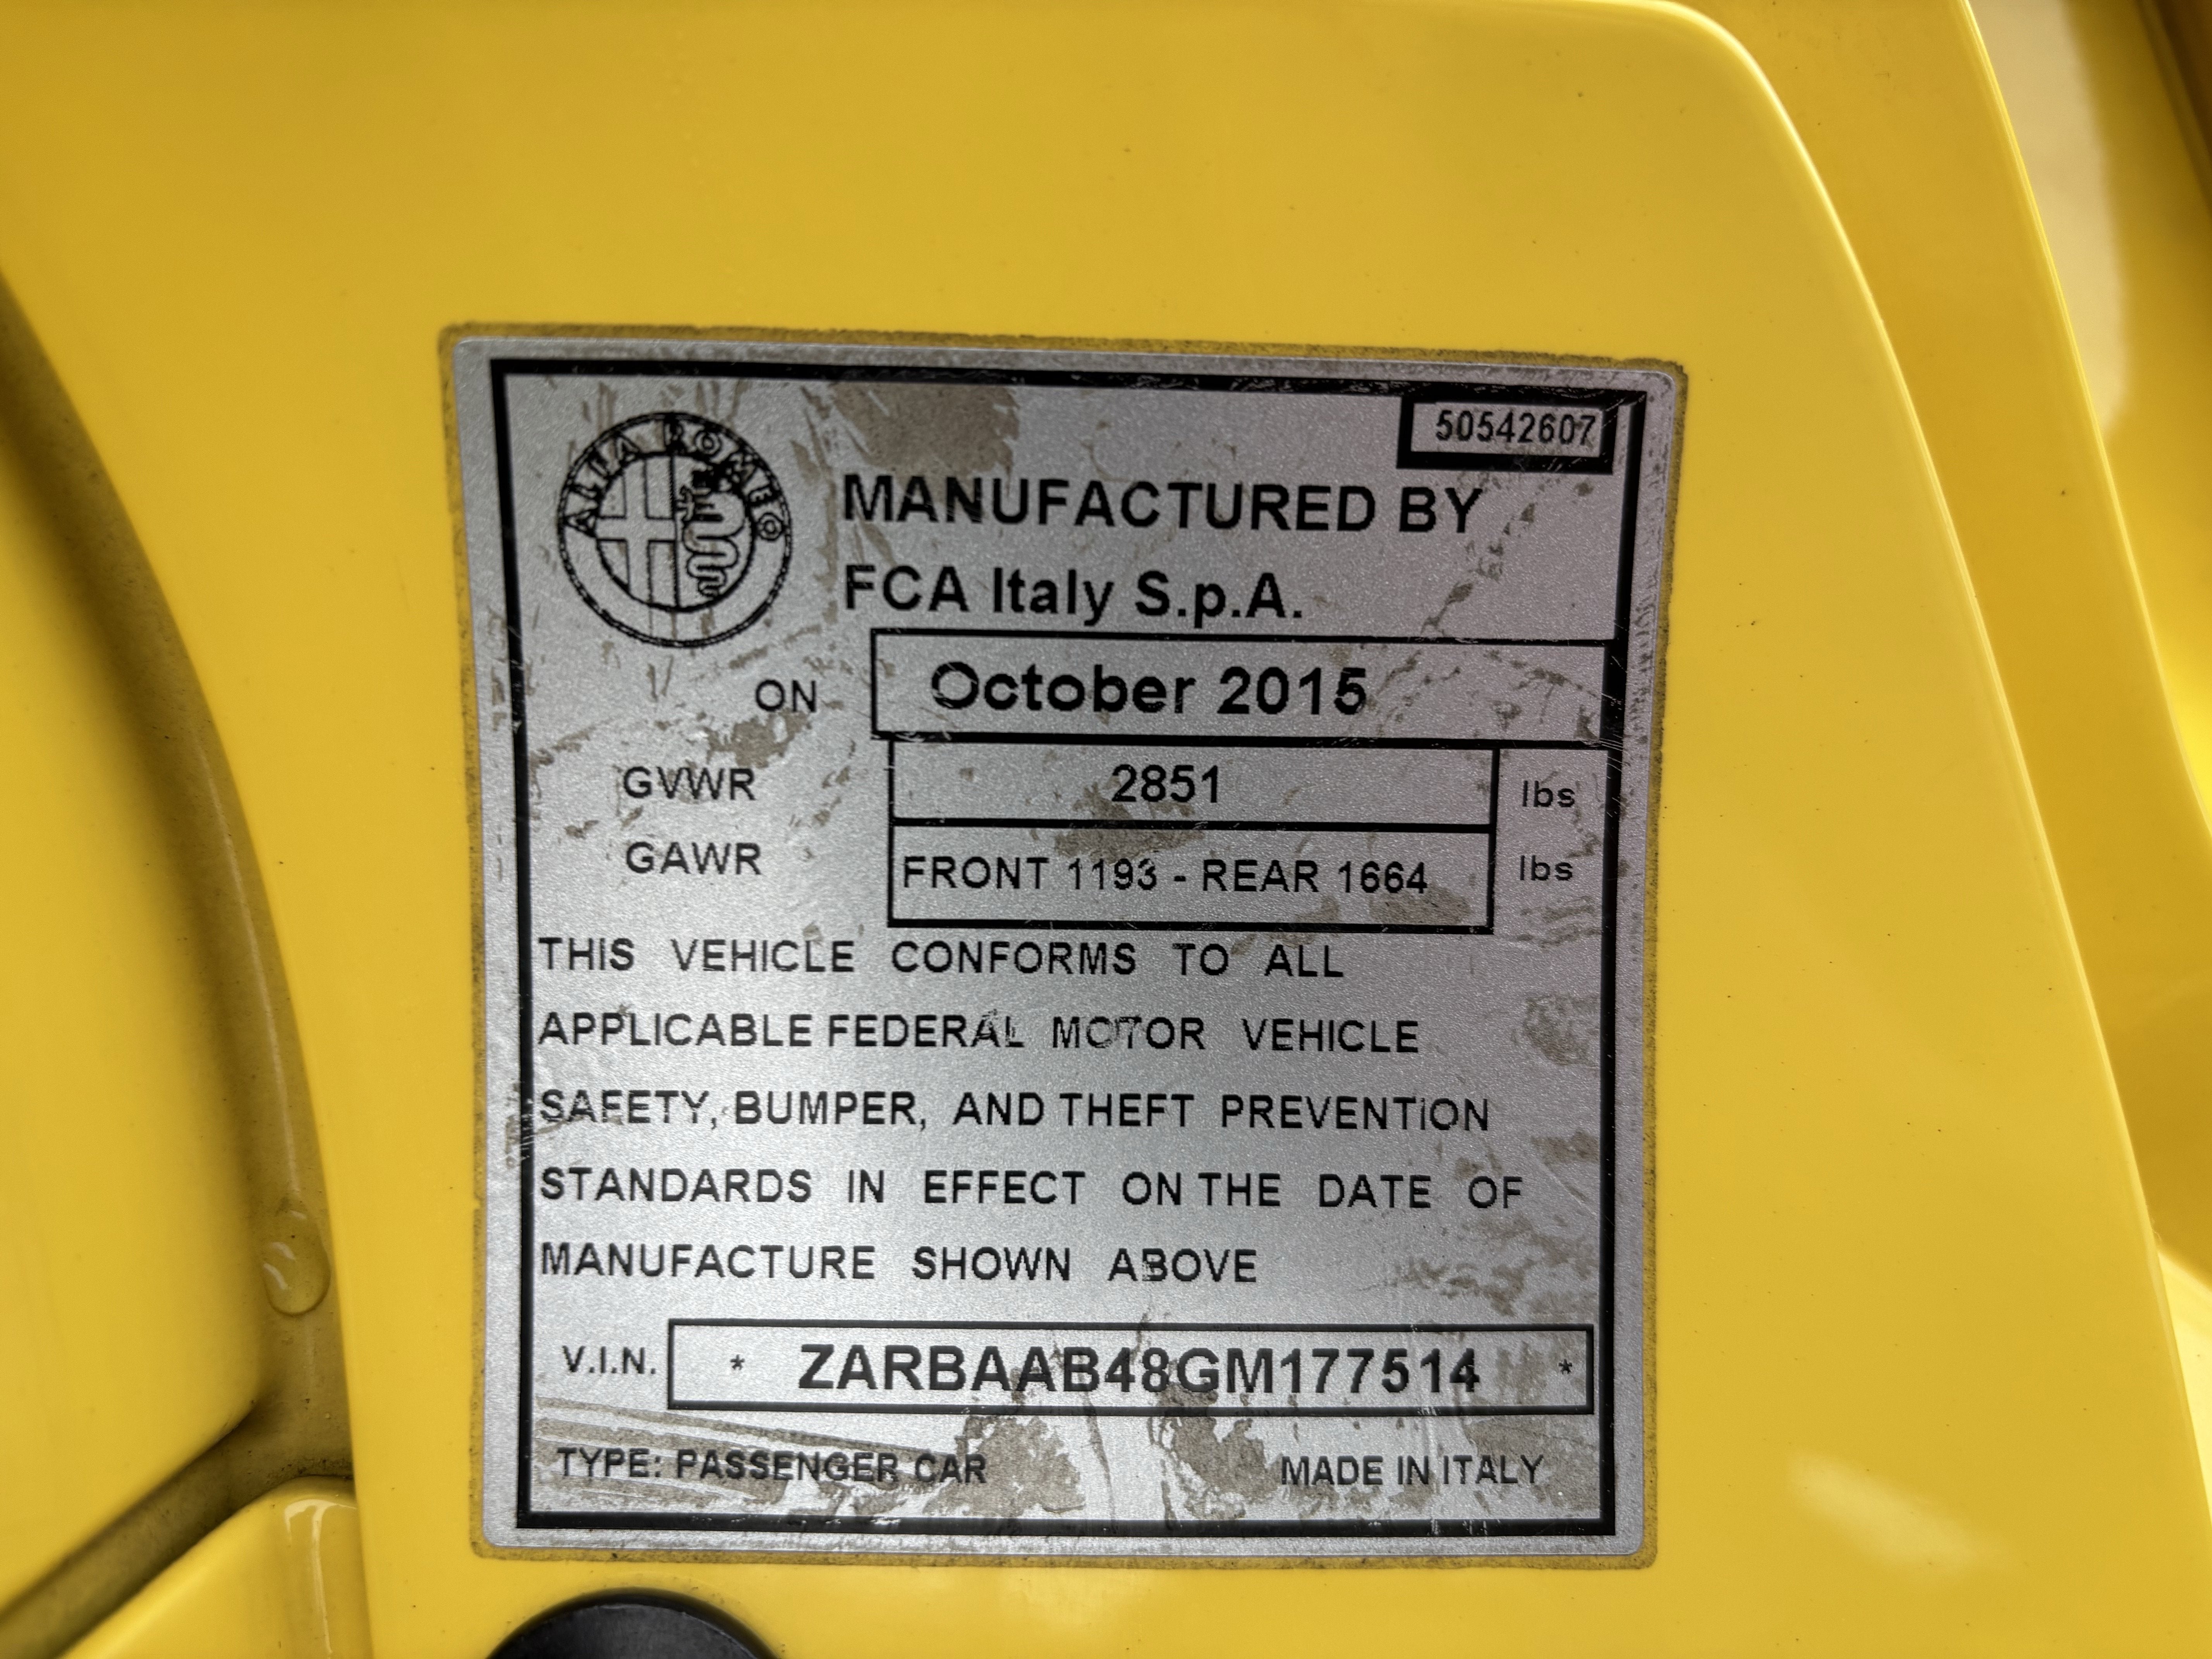 50542607
ALFA ROMEO
MANUFACTURED BY
FCA Italy S.p.A.
ON October 2015
GVWR 2851 lbs
GAWR FRONT 1193 - REAR 1664 lbs
THIS VEHICLE CONFORMS TO ALL
APPLICABLE FEDERAL MOTOR VEHICLE
SAFETY, BUMPER, AND THEFT PREVENTION
STANDARDS IN EFFECT ON THE DATE OF
MANUFACTURE SHOWN ABOVE
V.I.N. * ZARBAAB48GM177514 *
TYPE: PASSENGER CAR MADE IN ITALY